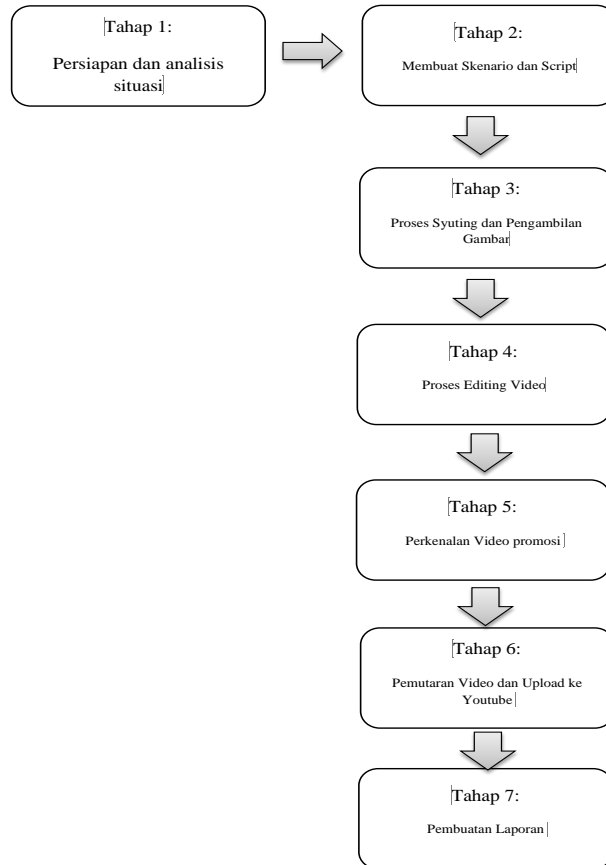 Tahap 1:
Persiapan dan analisis
situasi
Tahap 2:
Membuat Skenario dan Script
Tahap 3:
Proses Syuting dan Pengambilan
Gambar
Tahap 4:
Proses Editing Video
Tahap 5:
Perkenalan Video promosi
Tahap 6:
Pemutaran Video dan Upload ke
Youtube
Tahap 7:
Pembuatan Laporan